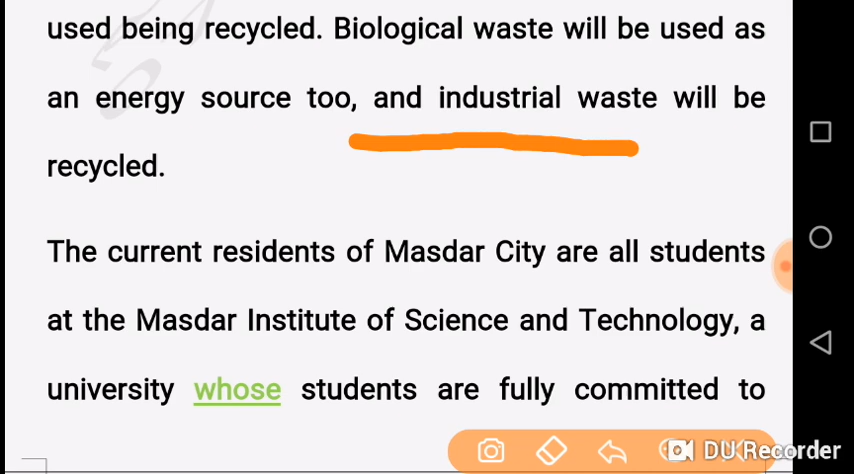 used being recycled. Biological waste will be used as
an energy source too, and industrial waste will be
recycled.
The current residents of Masdar City are all students
at the Masdar Institute of Science and Technology, a
university whose students are fully committed to
DU Recorder